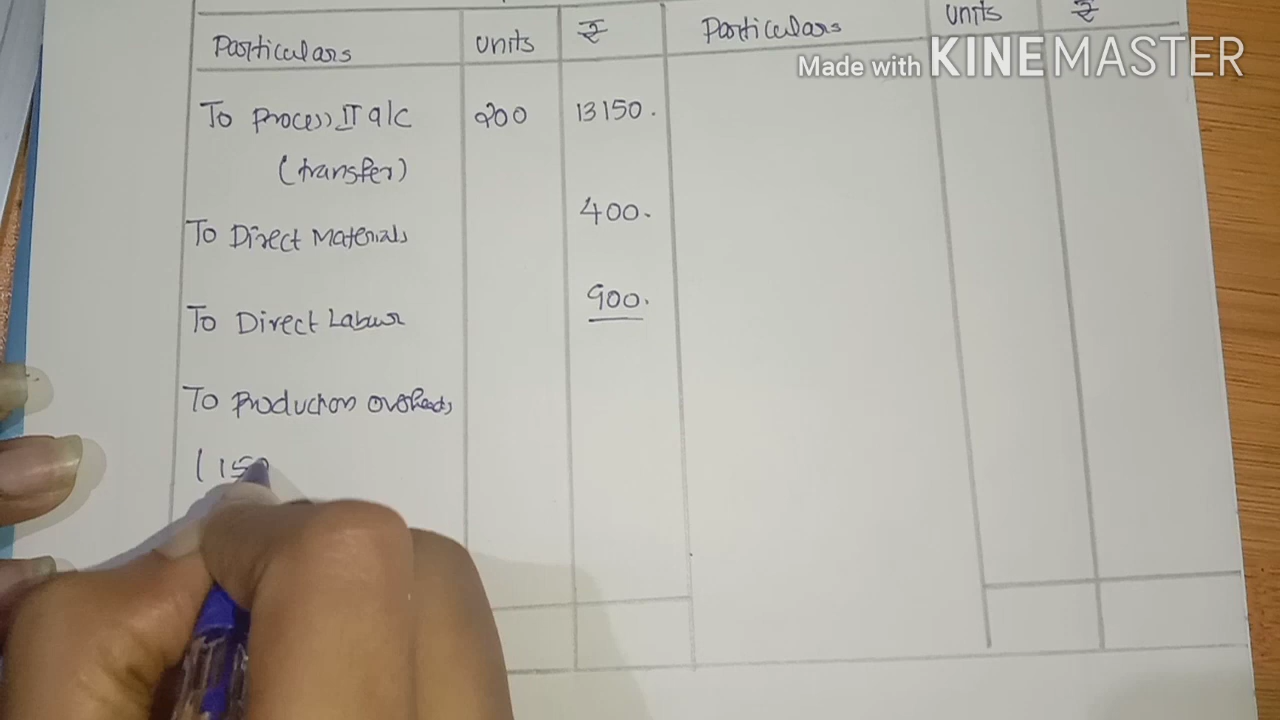 Particulars units ₹ Particulars units ₹
Made with KINEMASTER
To Process II a/c 200 13150.
(transfer)
To Direct Materials 400.
To Direct Labour 900.
To Production overheads
( 150